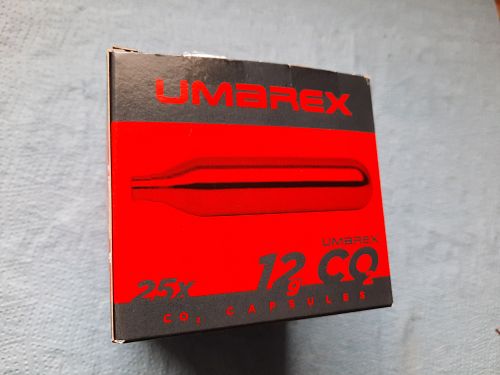 UMAREX
UMAREX
25x 12g CO₂
CO₂ CAPSULES